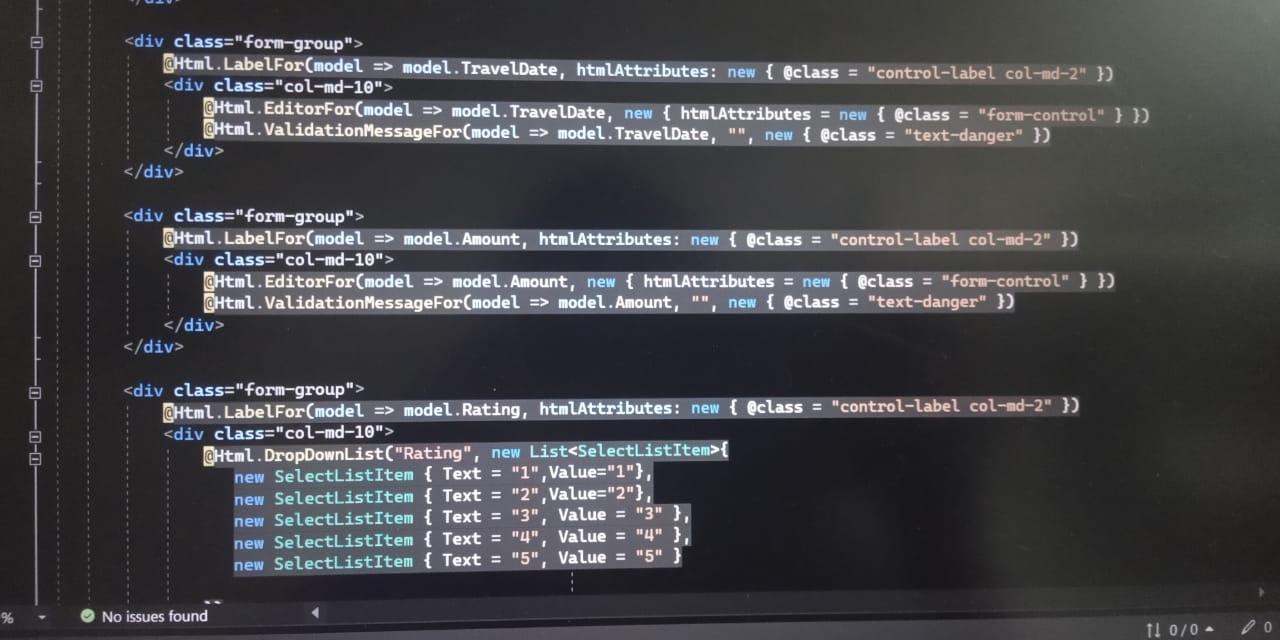 </div>
<div class="form-group">
@Html.LabelFor(model => model.TravelDate, htmlAttributes: new { @class = "control-label col-md-2" })
<div class="col-md-10">
@Html.EditorFor(model => model.TravelDate, new { htmlAttributes = new { @class = "form-control" } })
@Html.ValidationMessageFor(model => model.TravelDate, "", new { @class = "text-danger" })
</div>
</div>
<div class="form-group">
@Html.LabelFor(model => model.Amount, htmlAttributes: new { @class = "control-label col-md-2" })
<div class="col-md-10">
@Html.EditorFor(model => model.Amount, new { htmlAttributes = new { @class = "form-control" } })
@Html.ValidationMessageFor(model => model.Amount, "", new { @class = "text-danger" })
</div>
</div>
<div class="form-group">
@Html.LabelFor(model => model.Rating, htmlAttributes: new { @class = "control-label col-md-2" })
<div class="col-md-10">
@Html.DropDownList("Rating", new List<SelectListItem>{
new SelectListItem { Text = "1",Value="1"},
new SelectListItem { Text = "2",Value="2"},
new SelectListItem { Text = "3", Value = "3" },
new SelectListItem { Text = "4", Value = "4" },
new SelectListItem { Text = "5", Value = "5" }
% No issues found
0/0 0